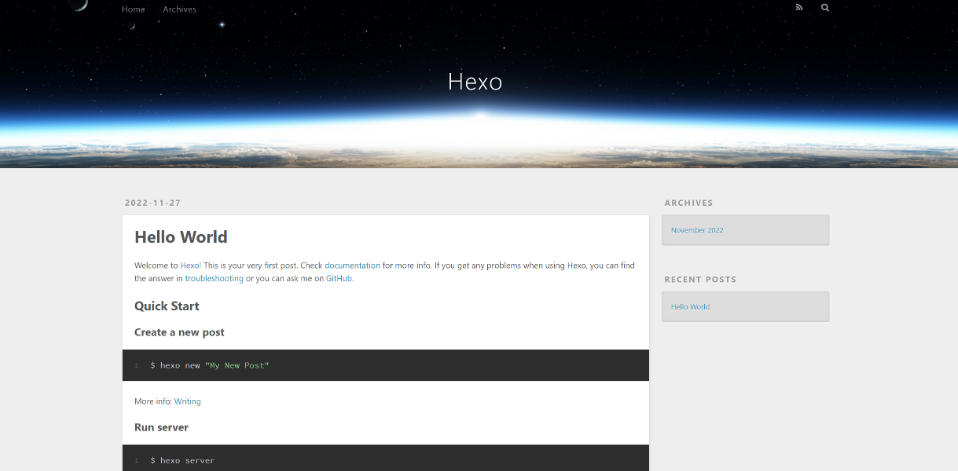 Home Archives
Hexo
2022-11-27
Hello World
Welcome to Hexo! This is your very first post. Check documentation for more info. If you get any problems when using Hexo, you can find
the answer in troubleshooting or you can ask me on GitHub.
Quick Start
Create a new post
1 $ hexo new "My New Post"
More info: Writing
Run server
1 $ hexo server
ARCHIVES
November 2022
RECENT POSTS
Hello World